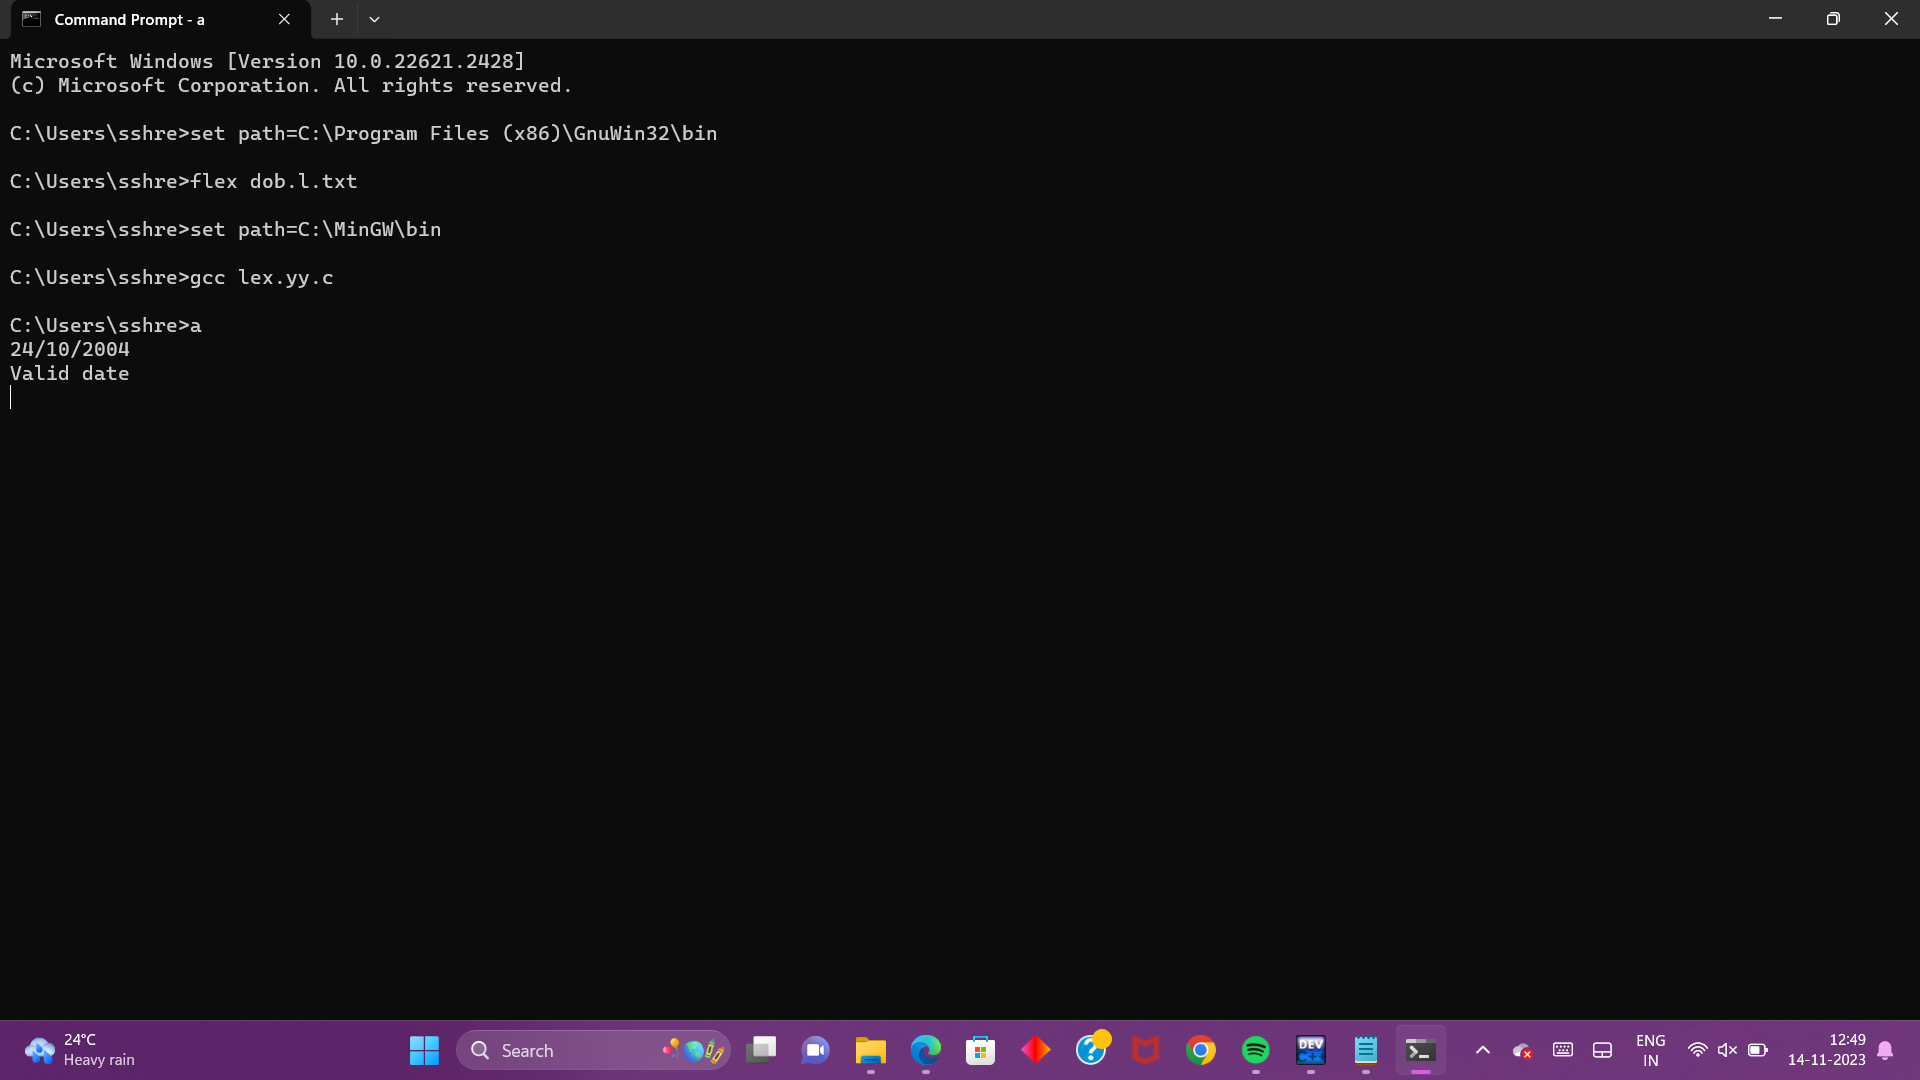 Command Prompt - a
Microsoft Windows [Version 10.0.22621.2428]
(c) Microsoft Corporation. All rights reserved.
C:\Users\sshre>set path=C:\Program Files (x86)\GnuWin32\bin
C:\Users\sshre>flex dob.l.txt
C:\Users\sshre>set path=C:\MinGW\bin
C:\Users\sshre>gcc lex.yy.c
C:\Users\sshre>a
24/10/2004
Valid date
24°C
Heavy rain
Search
DEV
ENG
IN
12:49
14-11-2023